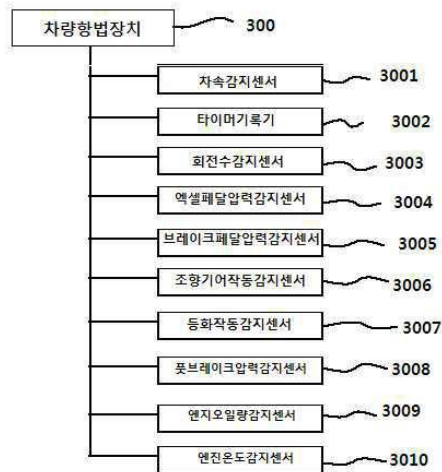 차량항법장치 300
차속감지센서 3001
타이머기록기 3002
회전수감지센서 3003
엑셀페달압력감지센서 3004
브레이크페달압력감지센서 3005
조향기어작동감지센서 3006
등화작동감지센서 3007
풋브레이크압력감지센서 3008
엔지오일량감지센서 3009
엔진온도감지센서 3010